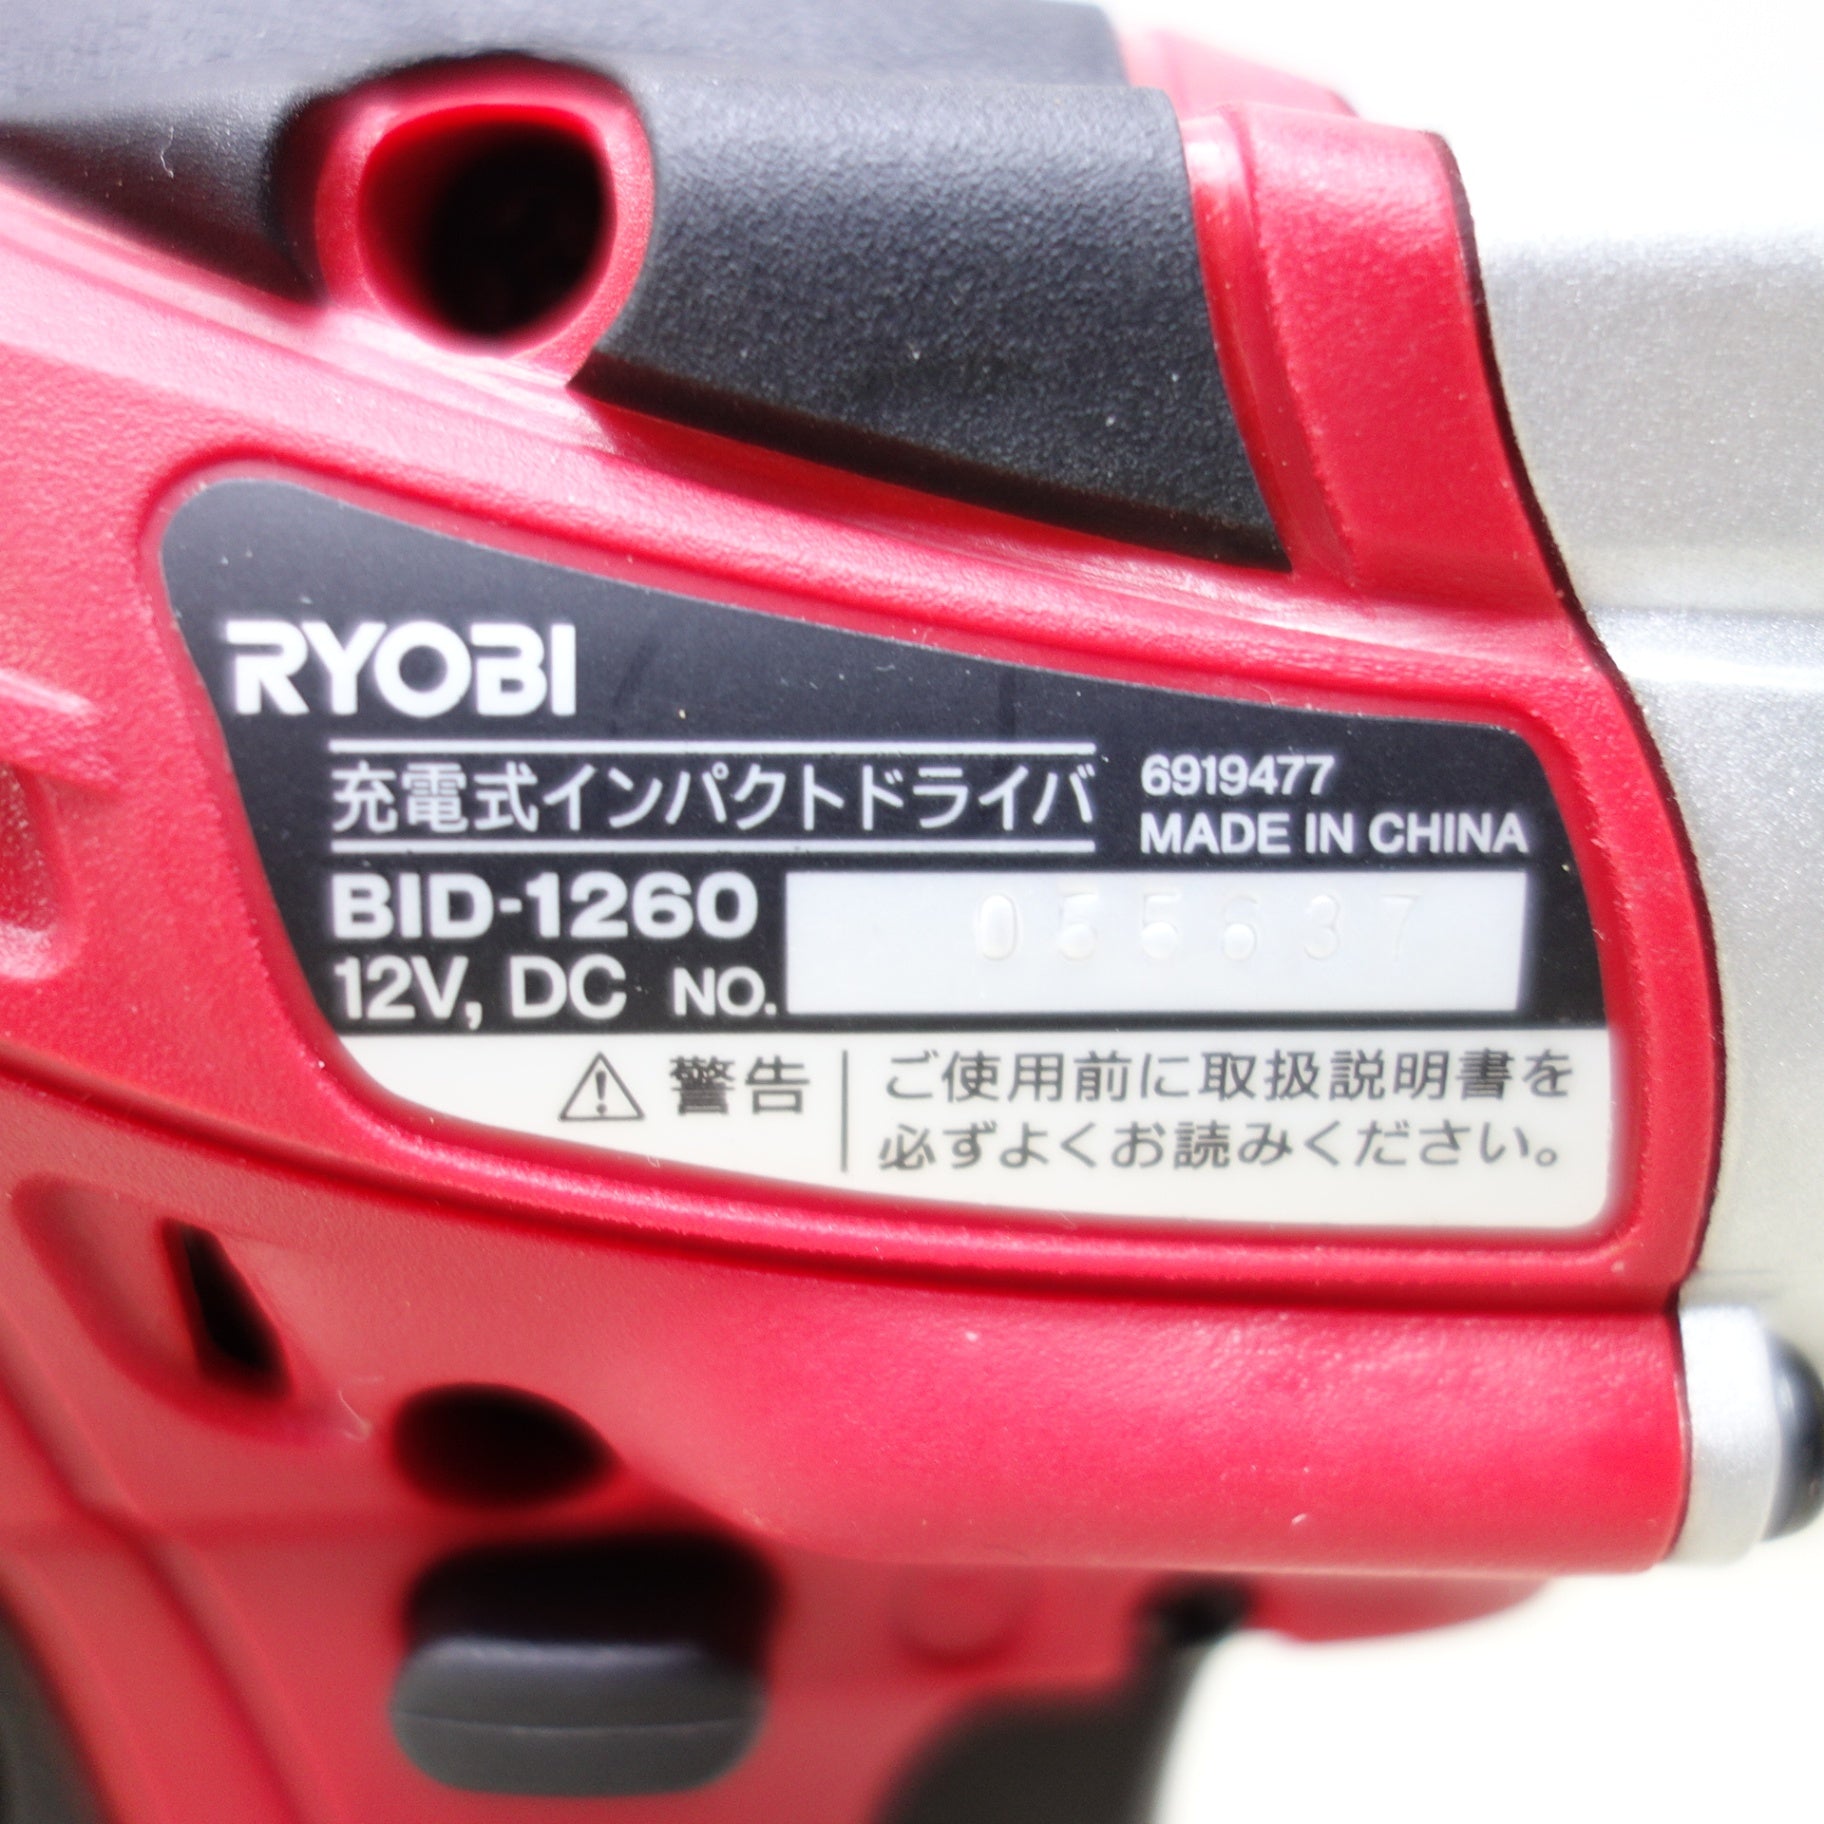 RYOBI
充電式インパクトドライバ
6919477
MADE IN CHINA
BID-1260
12V, DC NO. 055637
警告
ご使用前に取扱説明書を
必ずよくお読みください。